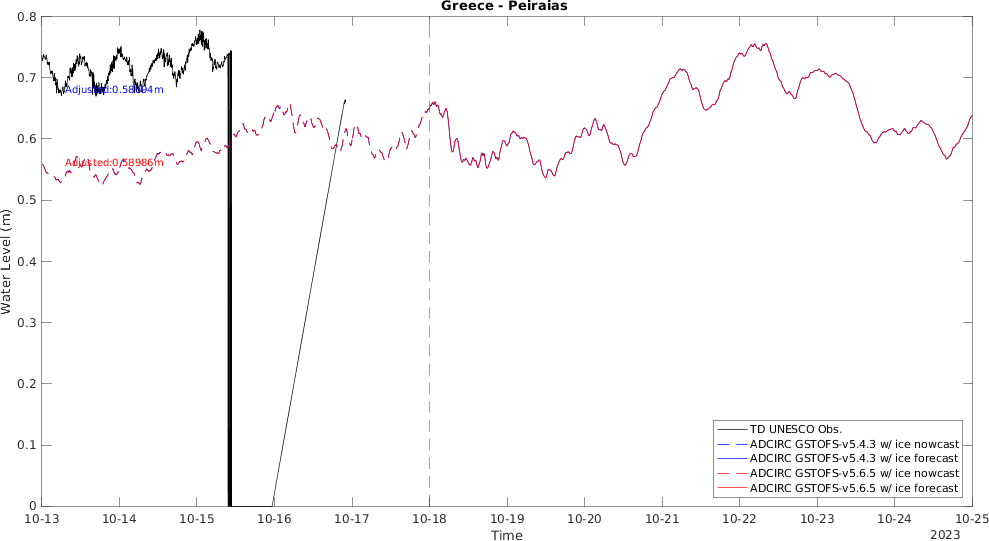 Greece - Peiraias
0.8
0.7
0.6
0.5
0.4
0.3
0.2
0.1
0
Water Level (m)
Adjusted:0.58694m
Adjusted:0.58986m
TD UNESCO Obs.
ADCIRC GSTOFS-v5.4.3 w/ ice nowcast
ADCIRC GSTOFS-v5.4.3 w/ ice forecast
ADCIRC GSTOFS-v5.6.5 w/ ice nowcast
ADCIRC GSTOFS-v5.6.5 w/ ice forecast
10-13 10-14 10-15 10-16 10-17 10-18 10-19 10-20 10-21 10-22 10-23 10-24 10-25
Time
2023